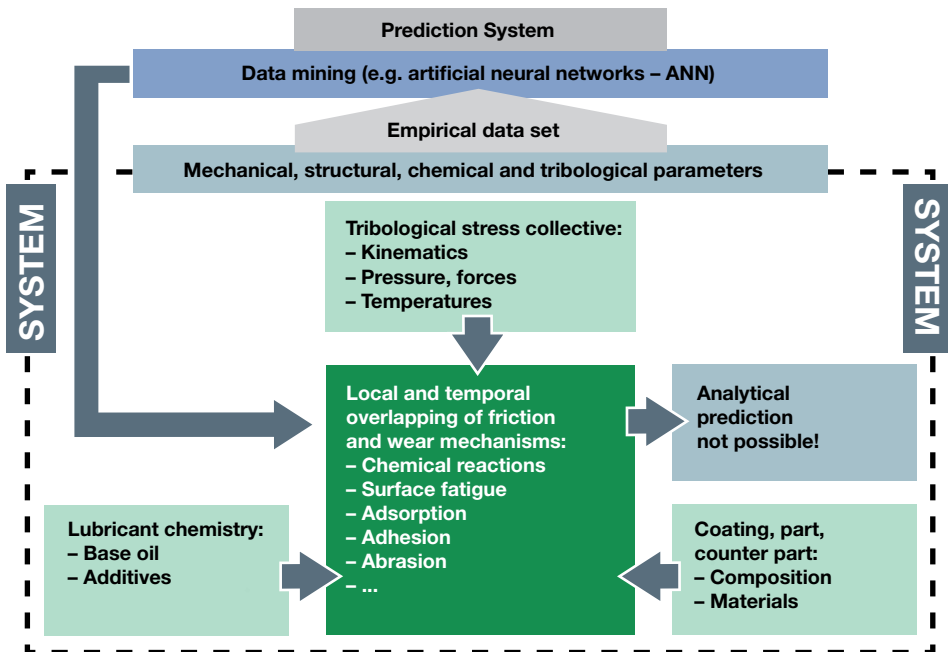 Prediction System
Data mining (e.g. artificial neural networks – ANN)
Empirical data set
Mechanical, structural, chemical and tribological parameters
SYSTEM
SYSTEM
Tribological stress collective:
– Kinematics
– Pressure, forces
– Temperatures
Local and temporal
overlapping of friction
and wear mechanisms:
– Chemical reactions
– Surface fatigue
– Adsorption
– Adhesion
– Abrasion
– ...
Analytical
prediction
not possible!
Lubricant chemistry:
– Base oil
– Additives
Coating, part,
counter part:
– Composition
– Materials